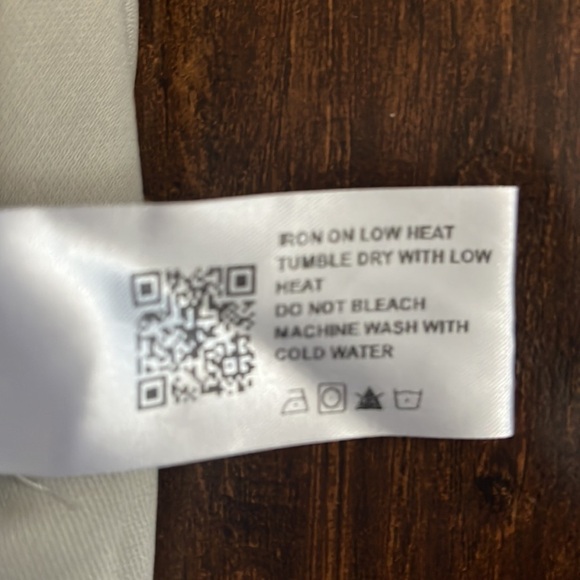 IRON ON LOW HEAT
TUMBLE DRY WITH LOW
HEAT
DO NOT BLEACH
MACHINE WASH WITH
COLD WATER